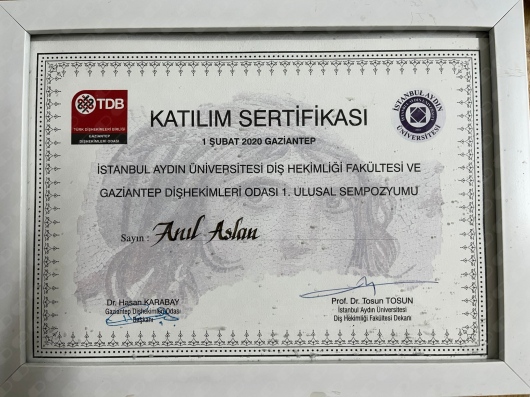 TDB
TÜRK DİŞHEKİMLERİ BİRLİĞİ
GAZİANTEP
DİŞHEKİMLERİ ODASI
İSTANBUL AYDIN
ÜNİVERSİTESİ
KATILIM SERTİFİKASI
1 ŞUBAT 2020 GAZİANTEP
İSTANBUL AYDIN ÜNİVERSİTESİ DİŞ HEKİMLİĞİ FAKÜLTESİ VE
GAZİANTEP DİŞHEKİMLERİ ODASI 1. ULUSAL SEMPOZYUMU
Sayın : Anıl Aslan
Dr. Hasan KARABAY
Gaziantep Dişhekimleri Odası
Başkanı
Prof. Dr. Tosun TOSUN
İstanbul Aydın Üniversitesi
Diş Hekimliği Fakültesi Dekanı